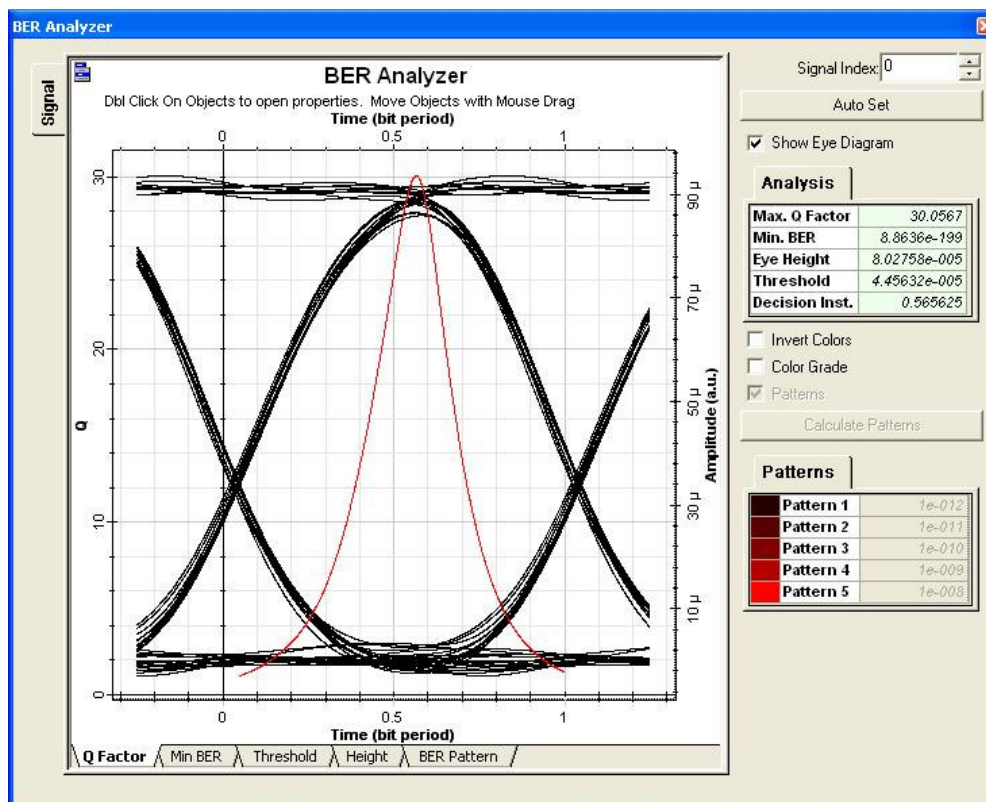 BER Analyzer
Signal
BER Analyzer
Dbl Click On Objects to open properties. Move Objects with Mouse Drag
Time (bit period)
0 0.5 1
30
20
10
0
Q
90 µ
70 µ
50 µ
30 µ
10 µ
Amplitude (a.u.)
0 0.5 1
Time (bit period)
Q Factor Min BER Threshold Height BER Pattern
Signal Index: 0
Auto Set
Show Eye Diagram
Analysis
Max. Q Factor 30.0567
Min. BER 8.8636e-199
Eye Height 8.02758e-005
Threshold 4.45632e-005
Decision Inst. 0.565625
Invert Colors
Color Grade
Patterns
Calculate Patterns
Patterns
Pattern 1 1e-012
Pattern 2 1e-011
Pattern 3 1e-010
Pattern 4 1e-009
Pattern 5 1e-008